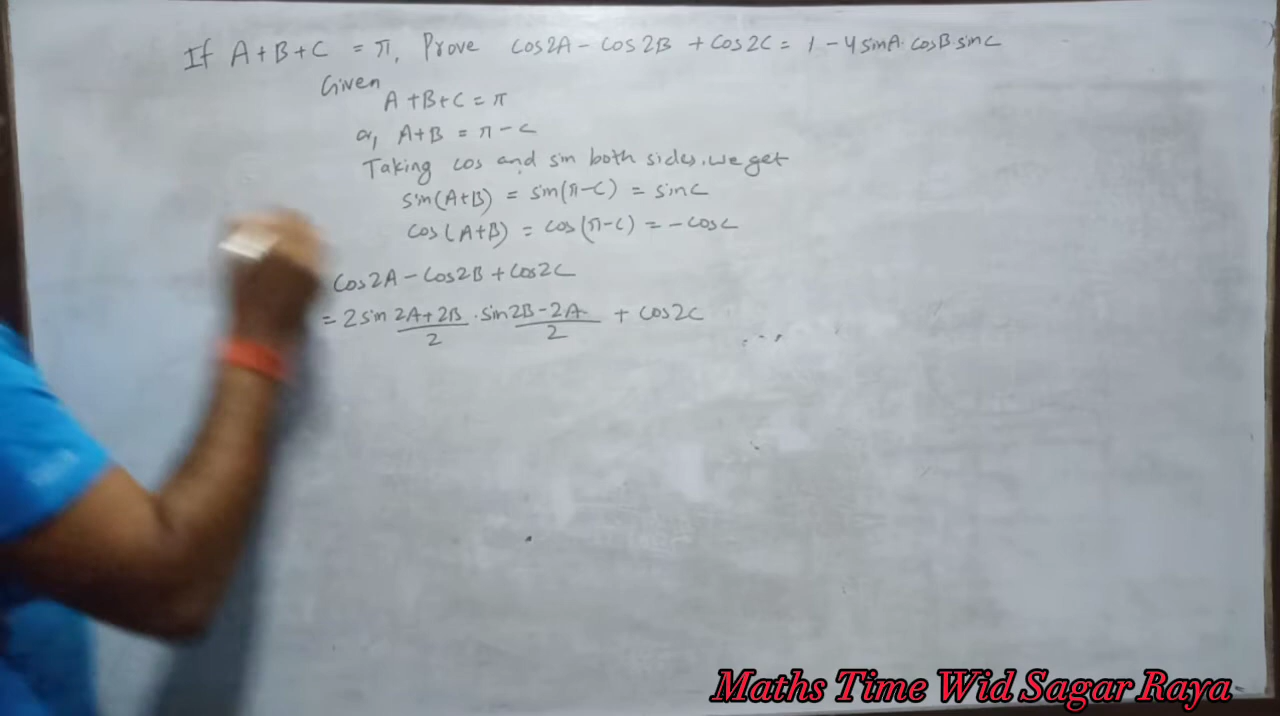 If A+B+C = π, Prove cos2A - cos2B + cos2C = 1 - 4sinA.cosB sinC
Given
A+B+C = π
or, A+B = π-C
Taking cos and sin both sides, we get
sin(A+B) = sin(π-C) = sinC
cos(A+B) = cos(π-C) = -cosC
cos2A - cos2B + cos2C
= 2 sin (2A+2B)/2 . sin (2B-2A)/2 + cos2C
Maths Time Wid Sagar Raya